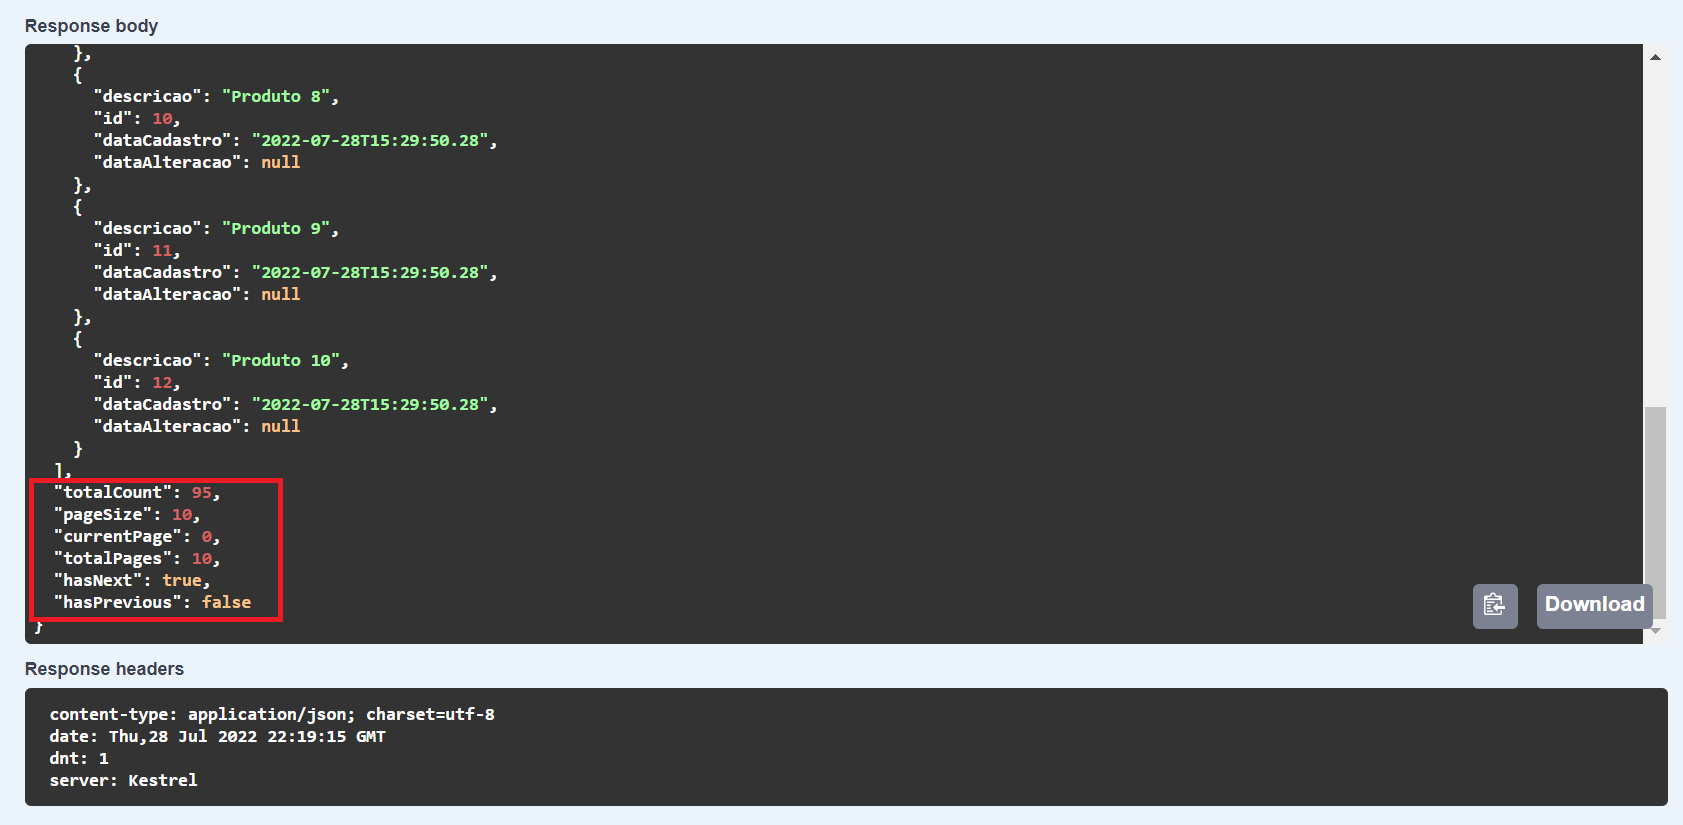 Response body
},
{
"descricao": "Produto 8",
"id": 10,
"dataCadastro": "2022-07-28T15:29:50.28",
"dataAlteracao": null
},
{
"descricao": "Produto 9",
"id": 11,
"dataCadastro": "2022-07-28T15:29:50.28",
"dataAlteracao": null
},
{
"descricao": "Produto 10",
"id": 12,
"dataCadastro": "2022-07-28T15:29:50.28",
"dataAlteracao": null
}
],
"totalCount": 95,
"pageSize": 10,
"currentPage": 0,
"totalPages": 10,
"hasNext": true,
"hasPrevious": false
}
Download
Response headers
content-type: application/json; charset=utf-8
date: Thu,28 Jul 2022 22:19:15 GMT
dnt: 1
server: Kestrel